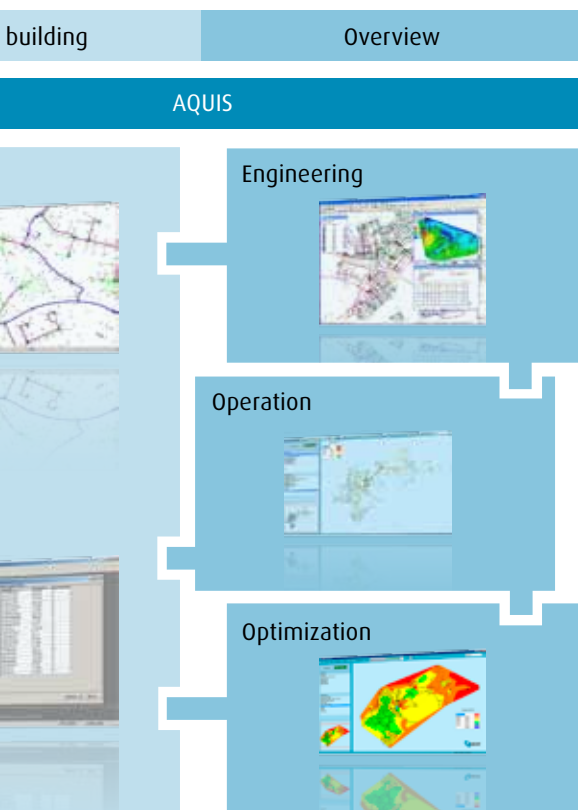 building
Overview
AQUIS
Engineering
Operation
Optimization